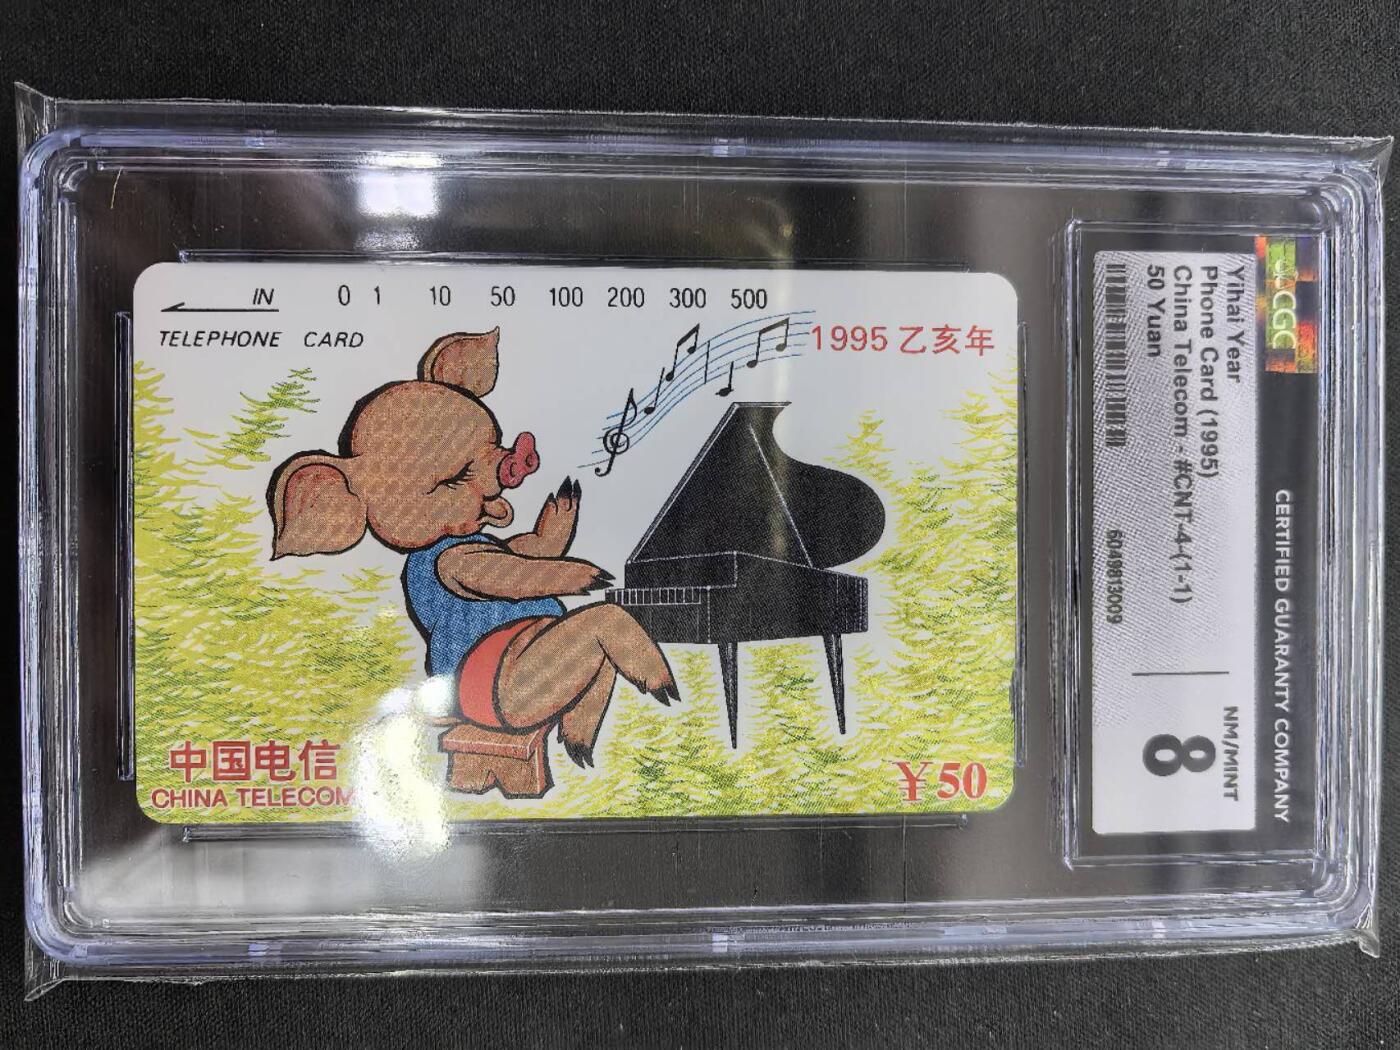 IN 0 1 10 50 100 200 300 500
TELEPHONE CARD
1995 乙亥年
中国电信
CHINA TELECOM
¥50
CGC
CERTIFIED GUARANTY COMPANY
Yihai Year
Phone Card (1995)
China Telecom - #CNT-4-(1-1)
50 Yuan
6049813009
NM/MINT
8